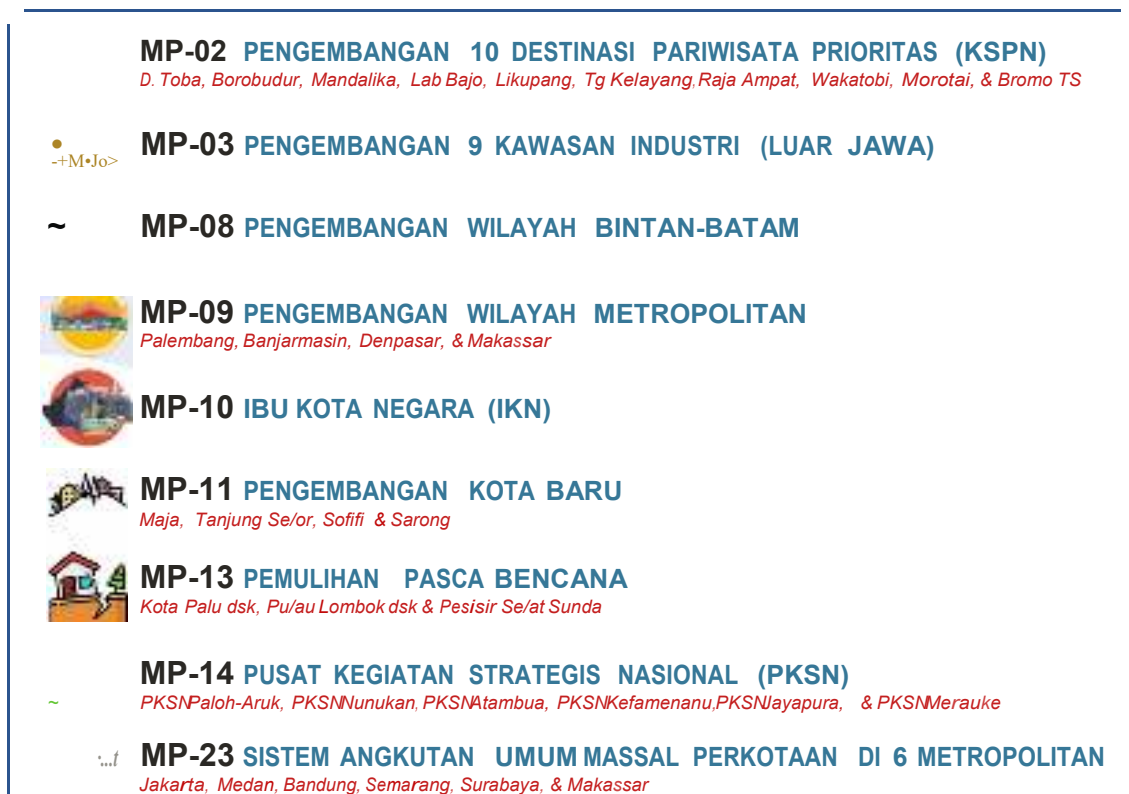 MP-02 PENGEMBANGAN 10 DESTINASI PARIWISATA PRIORITAS (KSPN)
D. Toba, Borobudur, Mandalika, Lab Bajo, Likupang, Tg Kelayang,Raja Ampat, Wakatobi, Morotai, & Bromo TS
•
-+M•Jo>
MP-03 PENGEMBANGAN 9 KAWASAN INDUSTRI (LUAR JAWA)
~ MP-08 PENGEMBANGAN WILAYAH BINTAN-BATAM
MP-09 PENGEMBANGAN WILAYAH METROPOLITAN
Palembang, Banjarmasin, Denpasar, & Makassar
MP-10 IBU KOTA NEGARA (IKN)
MP-11 PENGEMBANGAN KOTA BARU
Maja, Tanjung Se/or, Sofifi & Sarong
MP-13 PEMULIHAN PASCA BENCANA
Kota Palu dsk, Pu/au Lombok dsk & Pesisir Se/at Sunda
MP-14 PUSAT KEGIATAN STRATEGIS NASIONAL (PKSN)
~ PKSNPaloh-Aruk, PKSNNunukan, PKSNAtambua, PKSNKefamenanu,PKSNJayapura, & PKSNMerauke
·...t MP-23 SISTEM ANGKUTAN UMUM MASSAL PERKOTAAN DI 6 METROPOLITAN
Jakarta, Medan, Bandung, Semarang, Surabaya, & Makassar